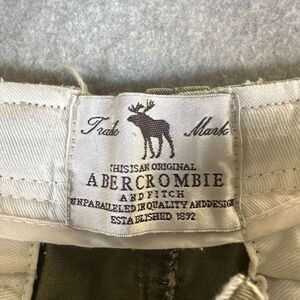 Trade Mark
THIS IS AN ORIGINAL
ABERCROMBIE
AND FITCH
UNPARALLELED IN QUALITY AND DESIGN
ESTABLISHED 1892